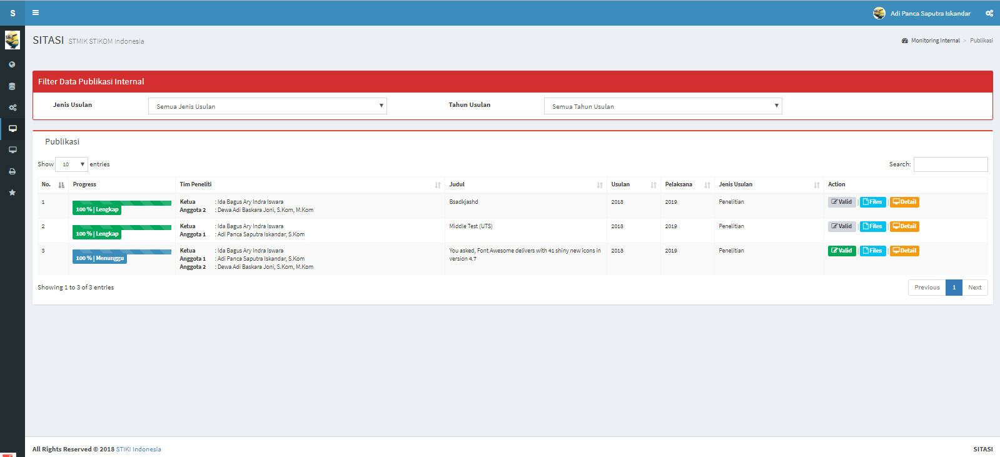 S
Adi Panca Saputra Iskandar
SITASI STMIK STIKOM Indonesia
Monitoring Internal > Publikasi
Filter Data Publikasi Internal
Jenis Usulan Semua Jenis Usulan Tahun Usulan Semua Tahun Usulan
Publikasi
Show 10 entries Search:
No. Progress Tim Peneliti Judul Usulan Pelaksana Jenis Usulan Action
1 100 % | Lengkap Ketua : Ida Bagus Ary Indra Iswara Bsadkjashd 2018 2019 Penelitian Valid | Files | Detail
Anggota 2 : Dewa Adi Baskara Joni, S.Kom, M.Kom
2 100 % | Lengkap Ketua : Ida Bagus Ary Indra Iswara Middle Test (UTS) 2018 2019 Penelitian Valid | Files | Detail
Anggota 1 : Adi Panca Saputra Iskandar, S.Kom
3 100 % | Menunggu Ketua : Ida Bagus Ary Indra Iswara You asked, Font Awesome delivers with 41 shiny new icons in 2018 2019 Penelitian Valid | Files | Detail
Anggota 1 : Adi Panca Saputra Iskandar, S.Kom version 4.7
Anggota 2 : Dewa Adi Baskara Joni, S.Kom, M.Kom
Showing 1 to 3 of 3 entries Previous 1 Next
All Rights Reserved © 2018 STIKI Indonesia SITASI